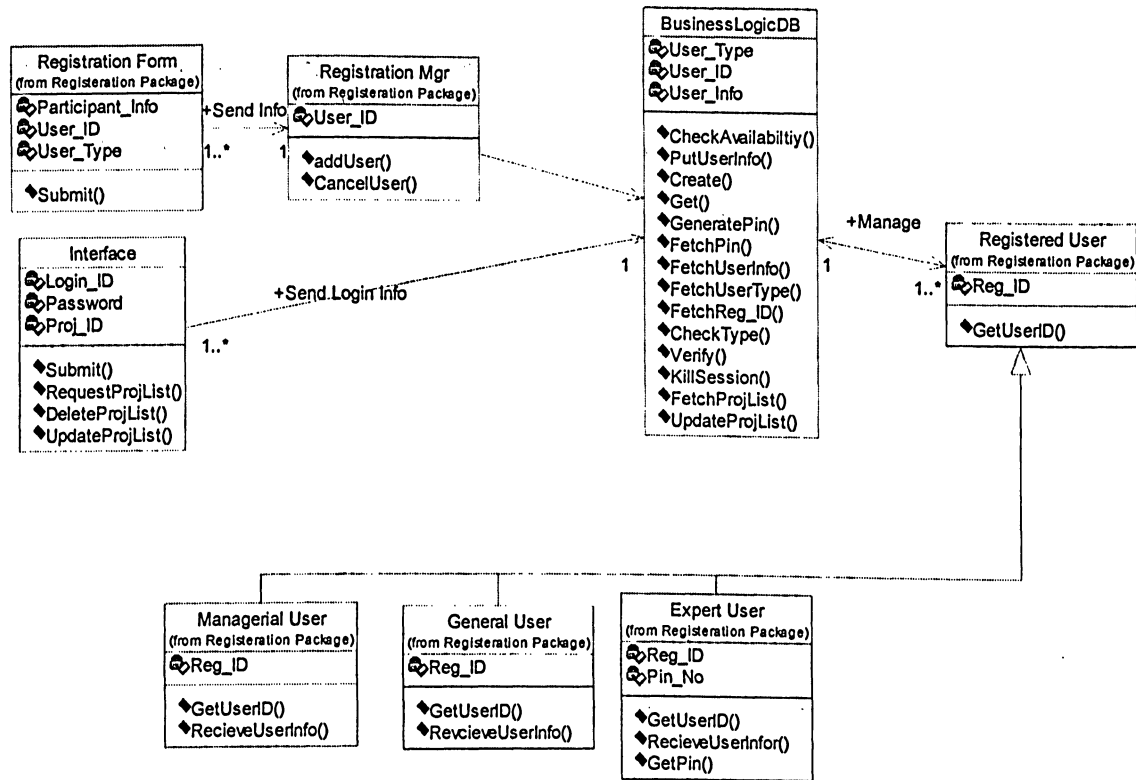 Registration Form
(from Registeration Package)
Participant_Info
User_ID
User_Type
Submit()
+Send Info
1..*
1
Registration Mgr
(from Registeration Package)
User_ID
addUser()
CancelUser()
BusinessLogicDB
User_Type
User_ID
User_Info
CheckAvailabiltiy()
PutUserInfo()
Create()
Get()
GeneratePin()
FetchPin()
FetchUserInfo()
FetchUserType()
FetchReg_ID()
CheckType()
Verify()
KillSession()
FetchProjList()
UpdateProjList()
+Manage
1
1..*
Registered User
(from Registeration Package)
Reg_ID
GetUserID()
Interface
Login_ID
Password
Proj_ID
Submit()
RequestProjList()
DeleteProjList()
UpdateProjList()
+Send Login Info
1..*
1
Managerial User
(from Registeration Package)
Reg_ID
GetUserID()
RecieveUserInfo()
General User
(from Registeration Package)
Reg_ID
GetUserID()
RevcieveUserInfo()
Expert User
(from Registeration Package)
Reg_ID
Pin_No
GetUserID()
RecieveUserInfor()
GetPin()